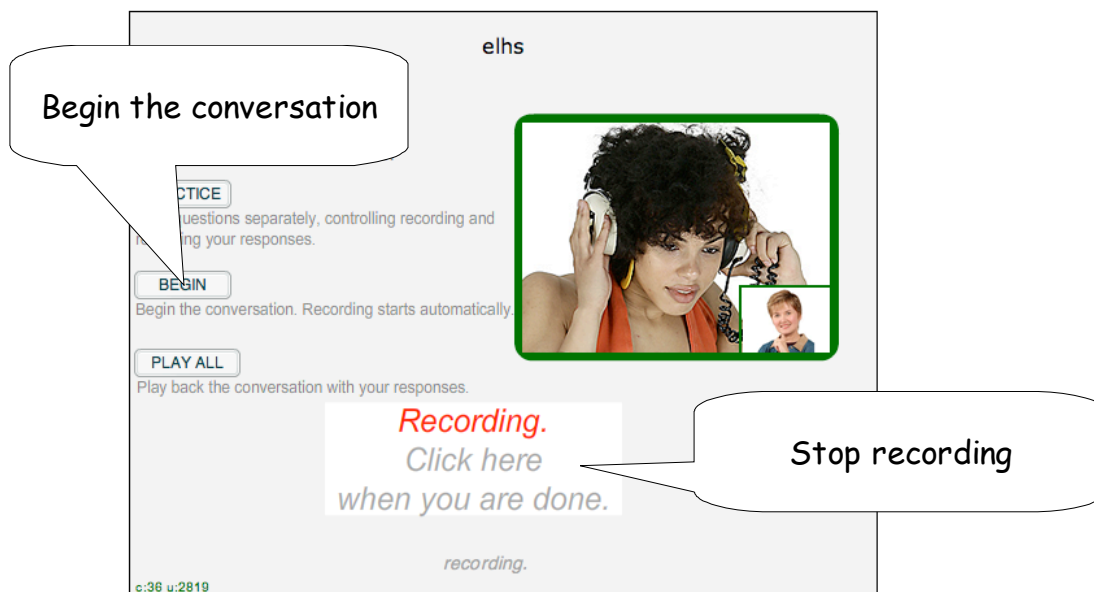 elhs
Begin the conversation
CTICE
uestions separately, controlling recording and
ing your responses.
BEGIN
Begin the conversation. Recording starts automatically.
PLAY ALL
Play back the conversation with your responses.
Recording.
Click here
when you are done.
Stop recording
recording.
c:36 u:2819